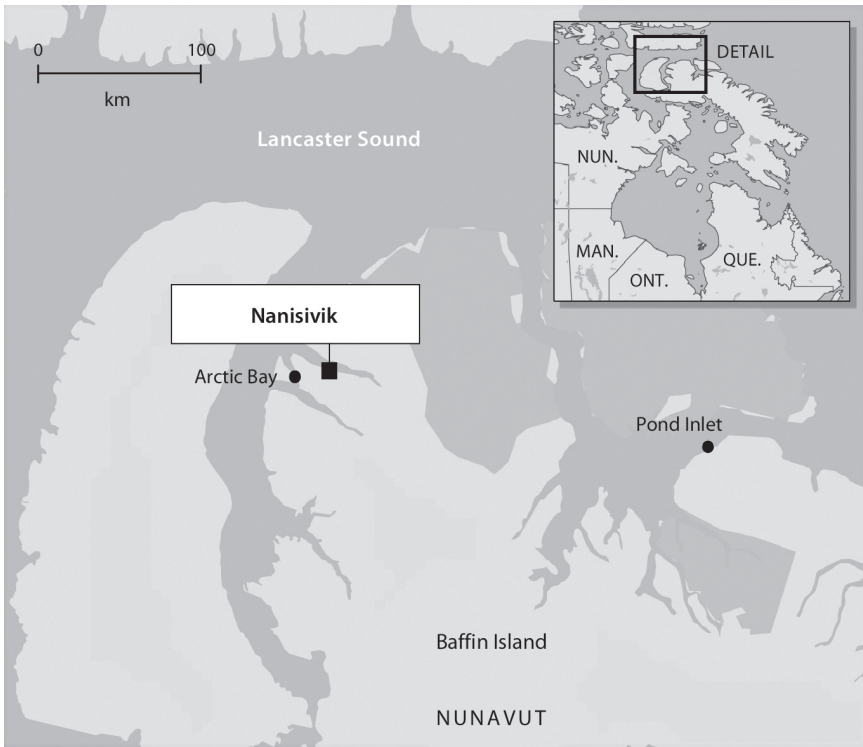 0 100
km
DETAIL
Lancaster Sound
NUN.
MAN.
QUE.
ONT.
Nanisivik
Arctic Bay
Pond Inlet
Baffin Island
NUNAVUT